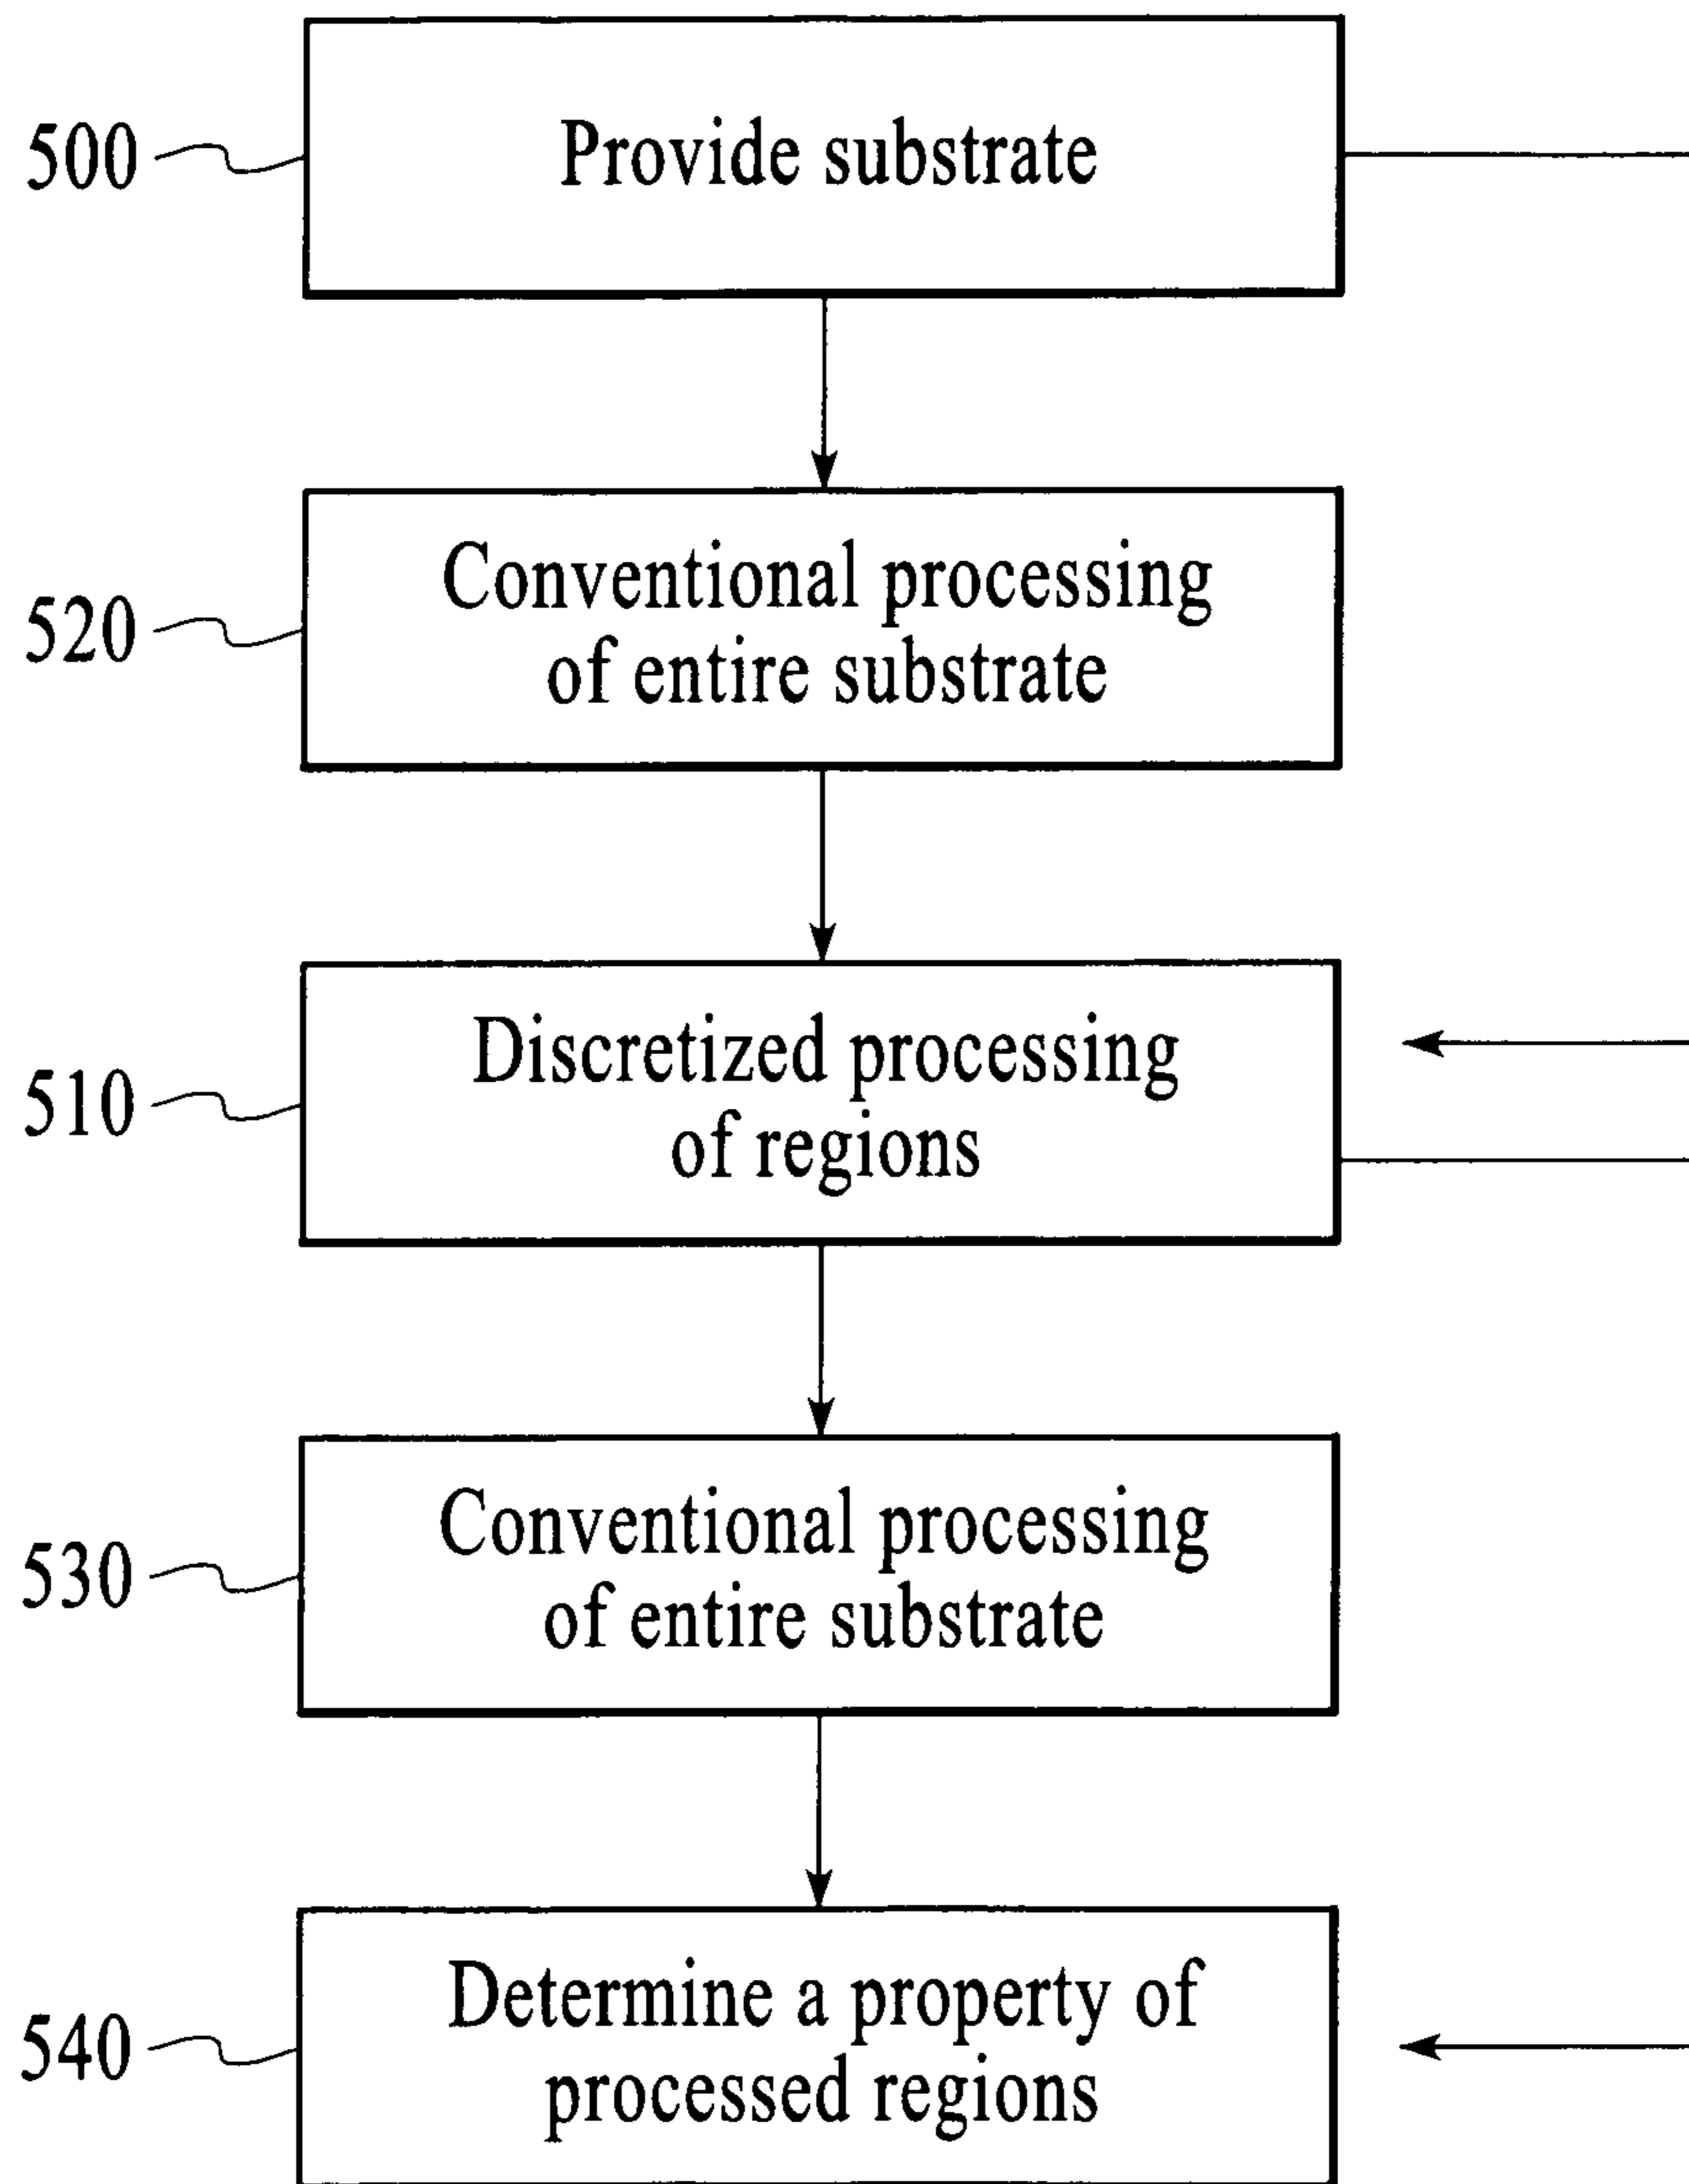 500
Provide substrate
520
Conventional processing
of entire substrate
510
Discretized processing
of regions
530
Conventional processing
of entire substrate
540
Determine a property of
processed regions